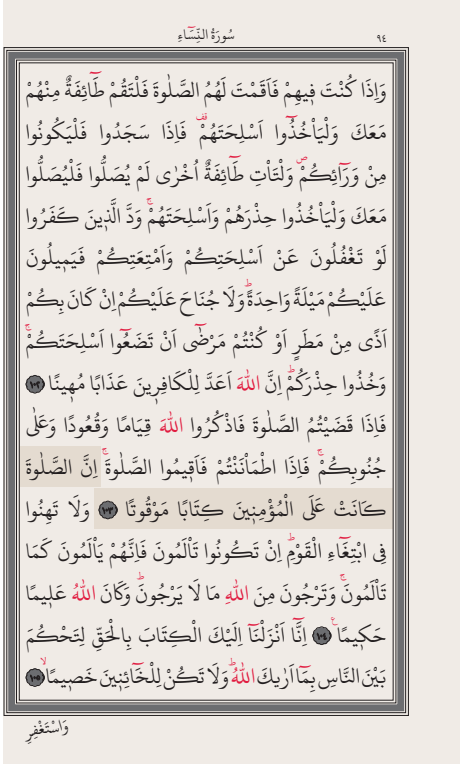 سُورَةُ النِّسَٓاءِ ٩٤
وَاِذَا كُنْتَ ف۪يهِمْ فَاَقَمْتَ لَهُمُ الصَّلٰوةَ فَلْتَقُمْ طَٓائِفَةٌ مِنْهُمْ
مَعَكَ وَلْيَأْخُذُٓوا اَسْلِحَتَهُمْ۠ فَاِذَا سَجَدُوا فَلْيَكُونُوا
مِنْ وَرَٓائِكُمْۖ وَلْتَأْتِ طَٓائِفَةٌ اُخْرٰى لَمْ يُصَلُّوا فَلْيُصَلُّوا
مَعَكَ وَلْيَأْخُذُوا حِذْرَهُمْ وَاَسْلِحَتَهُمْۚ وَدَّ الَّذ۪ينَ كَفَرُوا
لَوْ تَغْفُلُونَ عَنْ اَسْلِحَتِكُمْ وَاَمْتِعَتِكُمْ فَيَم۪يلُونَ
عَلَيْكُمْ مَيْلَةً وَاحِدَةًۜ وَلَا جُنَاحَ عَلَيْكُمْ اِنْ كَانَ بِكُمْ
اَذًى مِنْ مَطَرٍ اَوْ كُنْتُمْ مَرْضٰٓى اَنْ تَضَعُٓوا اَسْلِحَتَكُمْۚ
وَخُذُوا حِذْرَكُمْۜ اِنَّ اللّٰهَ اَعَدَّ لِلْكَافِر۪ينَ عَذَابًا مُه۪ينًا ١٠٢
فَاِذَا قَضَيْتُمُ الصَّلٰوةَ فَاذْكُرُوا اللّٰهَ قِيَامًا وَقُعُودًا وَعَلٰى
جُنُوبِكُمْۚ فَاِذَا اطْمَأْنَنْتُمْ فَاَق۪يمُوا الصَّلٰوةَۚ اِنَّ الصَّلٰوةَ
كَانَتْ عَلَى الْمُؤْمِن۪ينَ كِتَابًا مَوْقُوتًا ١٠٣ وَلَا تَهِنُوا
فِي ابْتِغَٓاءِ الْقَوْمِۜ اِنْ تَكُونُوا تَأْلَمُونَ فَاِنَّهُمْ يَأْلَمُونَ كَمَا
تَأْلَمُونَۚ وَتَرْجُونَ مِنَ اللّٰهِ مَا لَا يَرْجُونَۜ وَكَانَ اللّٰهُ عَل۪يمًا
حَك۪يمًا۟ ١٠٤ اِنَّٓا اَنْزَلْنَٓا اِلَيْكَ الْكِتَابَ بِالْحَقِّ لِتَحْكُمَ
بَيْنَ النَّاسِ بِمَٓا اَرٰيكَ اللّٰهُۜ وَلَا تَكُنْ لِلْخَٓائِن۪ينَ خَص۪يمًاۙ ١٠٥
وَاسْتَغْفِرِ